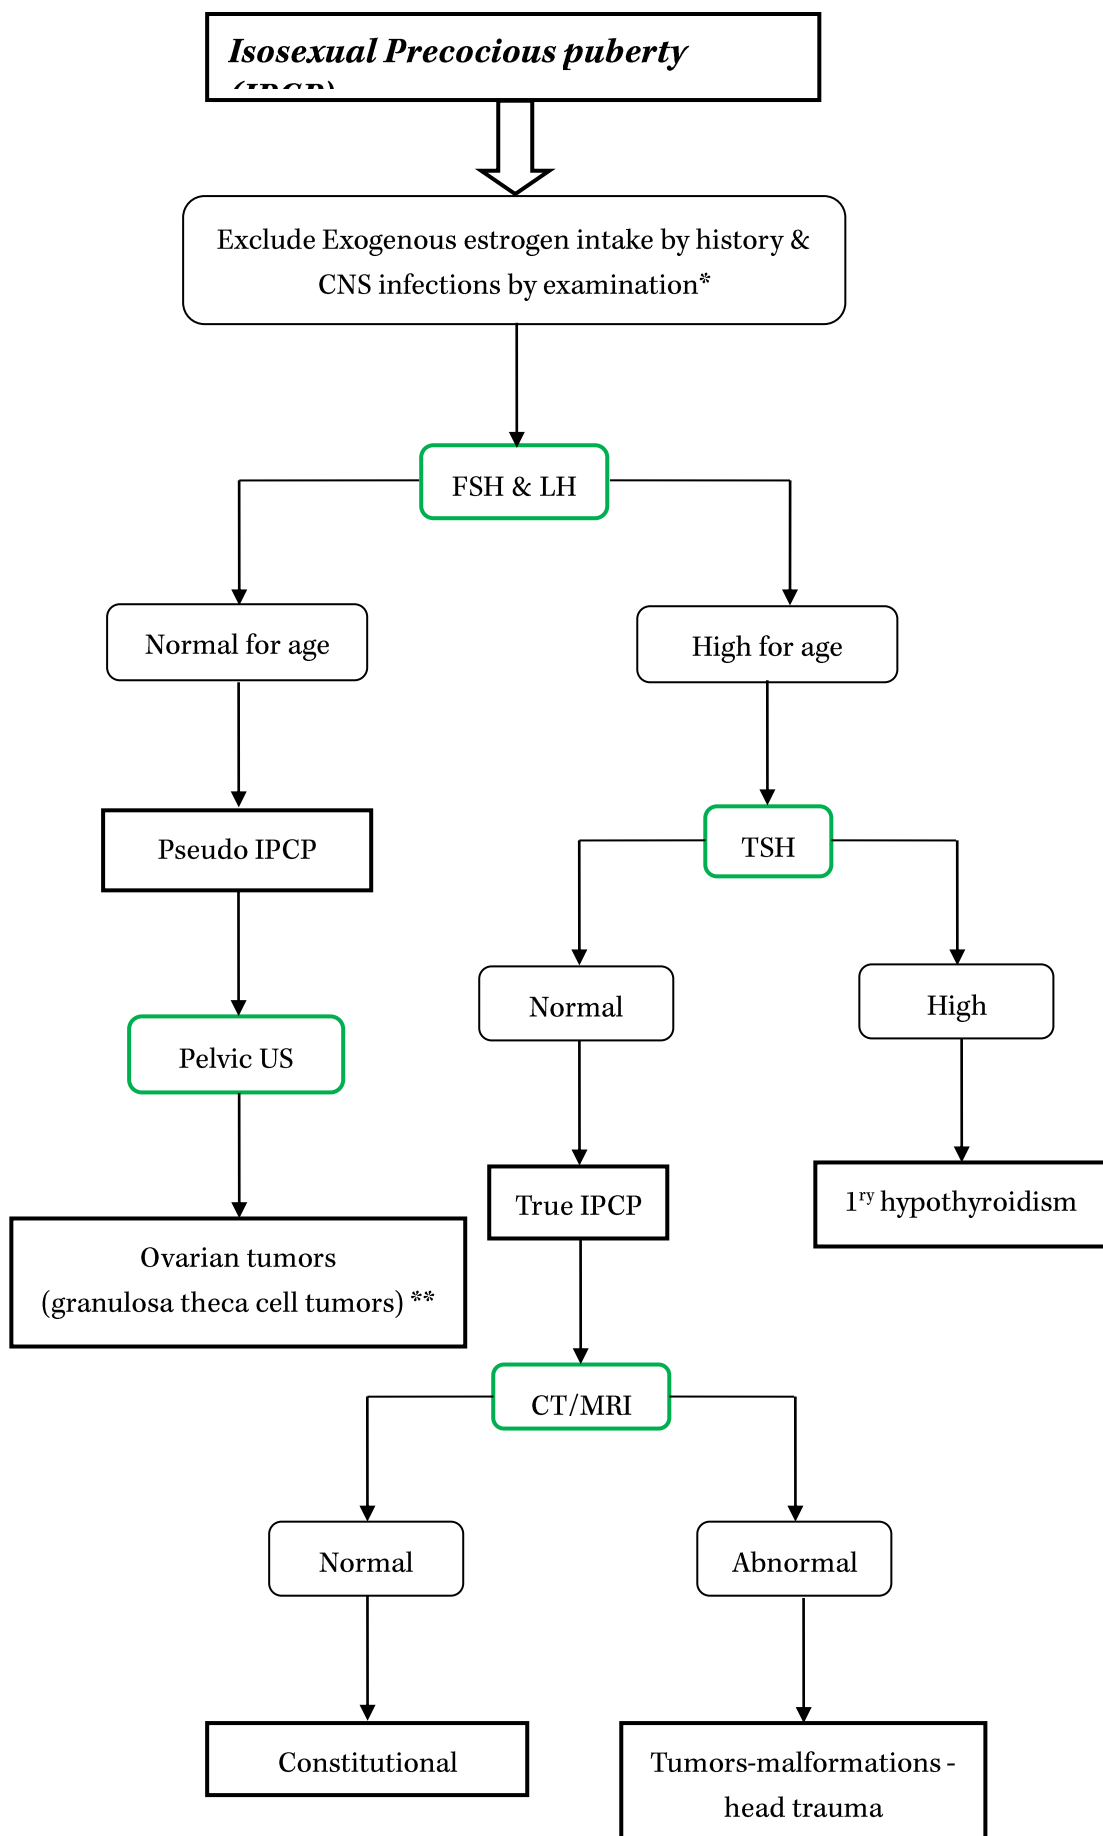 Isosexual Precocious puberty
(IPCP)
Exclude Exogenous estrogen intake by history &
CNS infections by examination*
FSH & LH
Normal for age
High for age
Pseudo IPCP
TSH
Normal
High
Pelvic US
True IPCP
1ry hypothyroidism
Ovarian tumors
(granulosa theca cell tumors) **
CT/MRI
Normal
Abnormal
Constitutional
Tumors-malformations -
head trauma